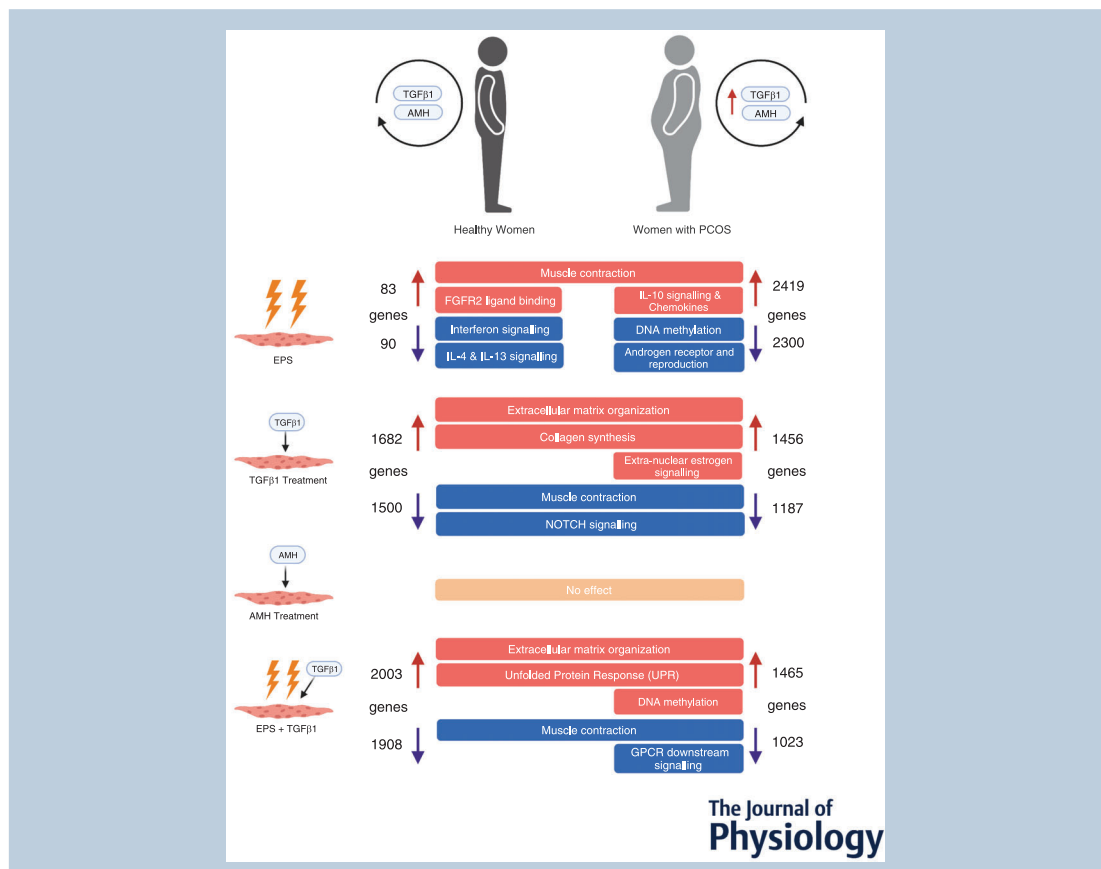 TGFβ1
AMH
TGFβ1
AMH
Healthy Women
Women with PCOS
EPS
83
genes
90
Muscle contraction
FGFR2 ligand binding
Interferon signalling
IL-4 & IL-13 signalling
IL-10 signalling &
Chemokines
DNA methylation
Androgen receptor and
reproduction
2419
genes
2300
TGFβ1
TGFβ1 Treatment
1682
genes
1500
Extracellular matrix organization
Collagen synthesis
Extra-nuclear estrogen
signalling
Muscle contraction
NOTCH signalling
1456
genes
1187
AMH
AMH Treatment
No effect
TGFβ1
EPS + TGFβ1
2003
genes
1908
Extracellular matrix organization
Unfolded Protein Response (UPR)
DNA methylation
Muscle contraction
GPCR downstream
signalling
1465
genes
1023
The Journal of
Physiology